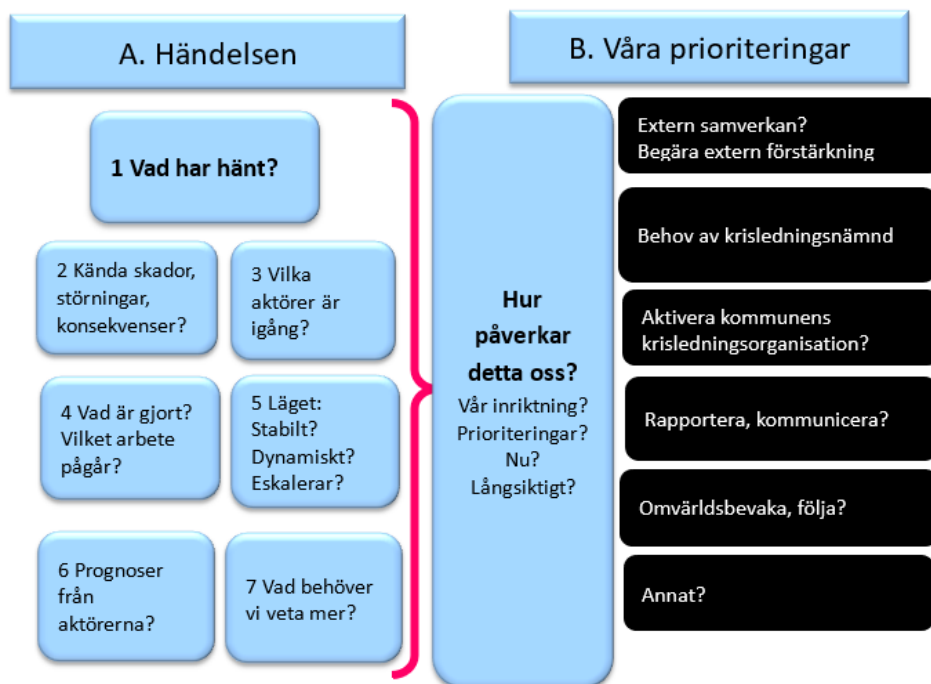 A. Händelsen
1 Vad har hänt?
2 Kända skador,
störningar,
konsekvenser?
3 Vilka
aktörer är
igång?
4 Vad är gjort?
Vilket arbete
pågår?
5 Läget:
Stabilt?
Dynamiskt?
Eskalerar?
6 Prognoser
från
aktörerna?
7 Vad behöver
vi veta mer?
B. Våra prioriteringar
Hur
påverkar
detta oss?
Vår inriktning?
Prioriteringar?
Nu?
Långsiktigt?
Extern samverkan?
Begära extern förstärkning
Behov av krisledningsnämnd
Aktivera kommunens
krisledningsorganisation?
Rapportera, kommunicera?
Omvärldsbevaka, följa?
Annat?